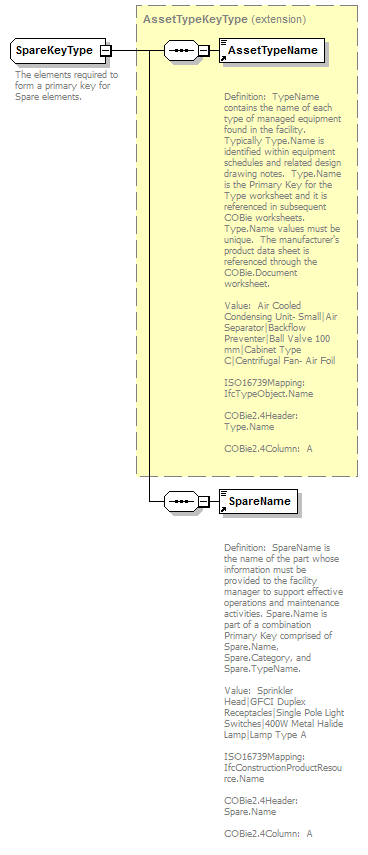 AssetTypeKeyType (extension)
SpareKeyType
AssetTypeName
The elements required to
form a primary key for
Spare elements.
Definition:  TypeName
contains the name of each
type of managed equipment
found in the facility.
Typically Type.Name is
identified within equipment
schedules and related design
drawing notes.  Type.Name
is the Primary Key for the
Type worksheet and it is
referenced in subsequent
COBie worksheets.
Type.Name values must be
unique.  The manufacturer's
product data sheet is
referenced through the
COBie.Document
worksheet.
Value:  Air Cooled
Condensing Unit- Small|Air
Separator|Backflow
Preventer|Ball Valve 100
mm|Cabinet Type
C|Centrifugal Fan- Air Foil
ISO16739Mapping:
IfcTypeObject.Name
COBie2.4Header:
Type.Name
COBie2.4Column:  A
SpareName
Definition:  SpareName is
the name of the part whose
information must be
provided to the facility
manager to support effective
operations and maintenance
activities. Spare.Name is
part of a combination
Primary Key comprised of
Spare.Name,
Spare.Category, and
Spare.TypeName.
Value:  Sprinkler
Head|GFCI Duplex
Receptacles|Single Pole Light
Switches|400W Metal Halide
Lamp|Lamp Type A
ISO16739Mapping:
IfcConstructionProductResou
rce.Name
COBie2.4Header:
Spare.Name
COBie2.4Column:  A